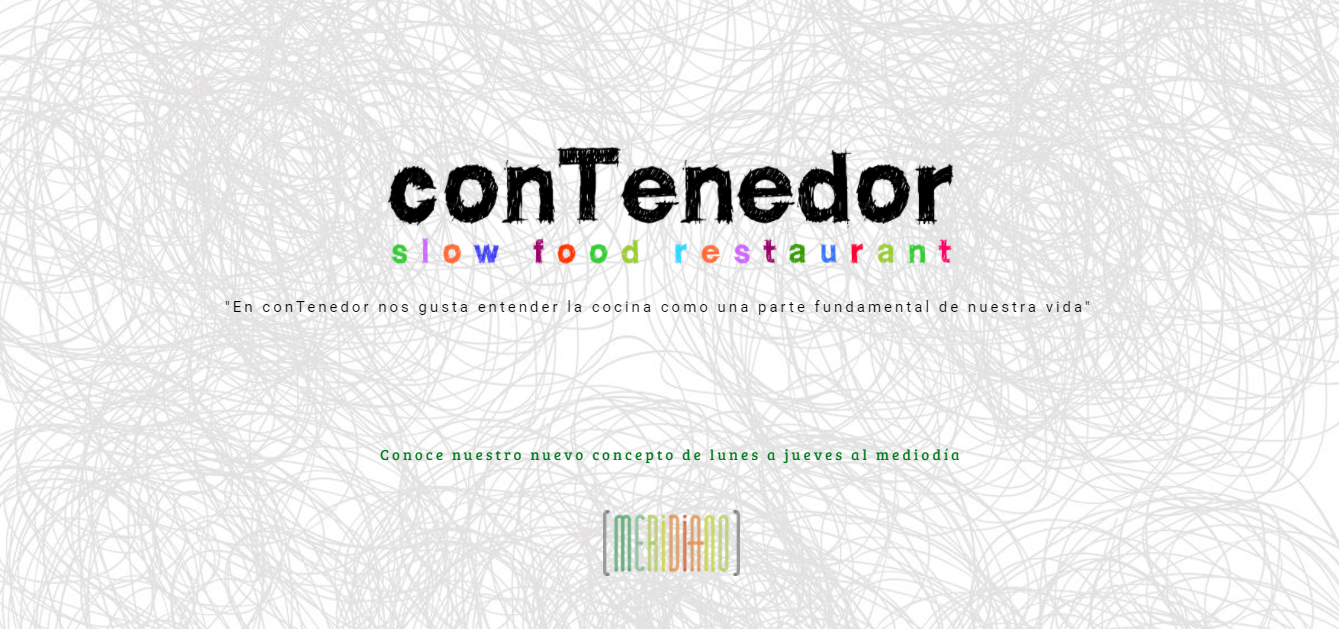 conTenedor
slow food restaurant
"En conTenedor nos gusta entender la cocina como una parte fundamental de nuestra vida"
Conoce nuestro nuevo concepto de lunes a jueves al mediodía
[MERiDiANO]